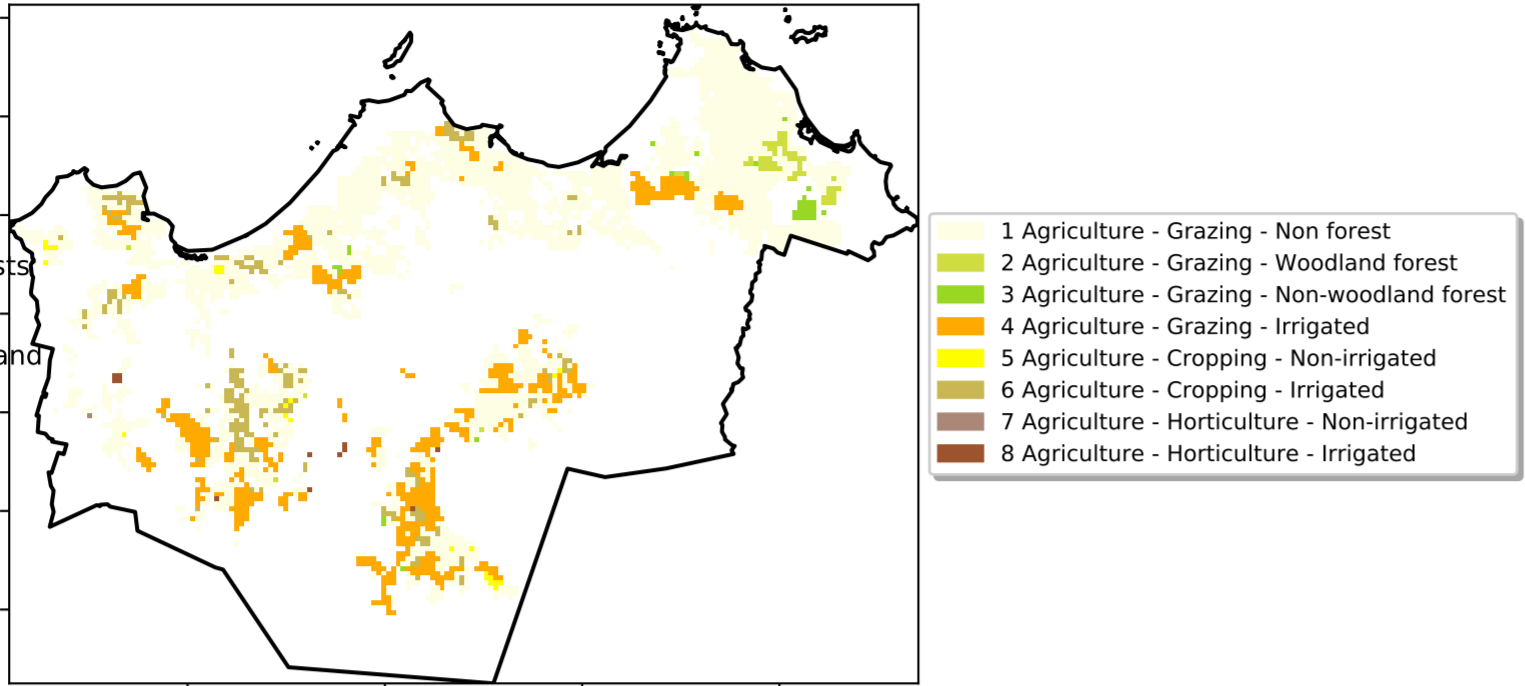 sts
and
1 Agriculture - Grazing - Non forest
2 Agriculture - Grazing - Woodland forest
3 Agriculture - Grazing - Non-woodland forest
4 Agriculture - Grazing - Irrigated
5 Agriculture - Cropping - Non-irrigated
6 Agriculture - Cropping - Irrigated
7 Agriculture - Horticulture - Non-irrigated
8 Agriculture - Horticulture - Irrigated